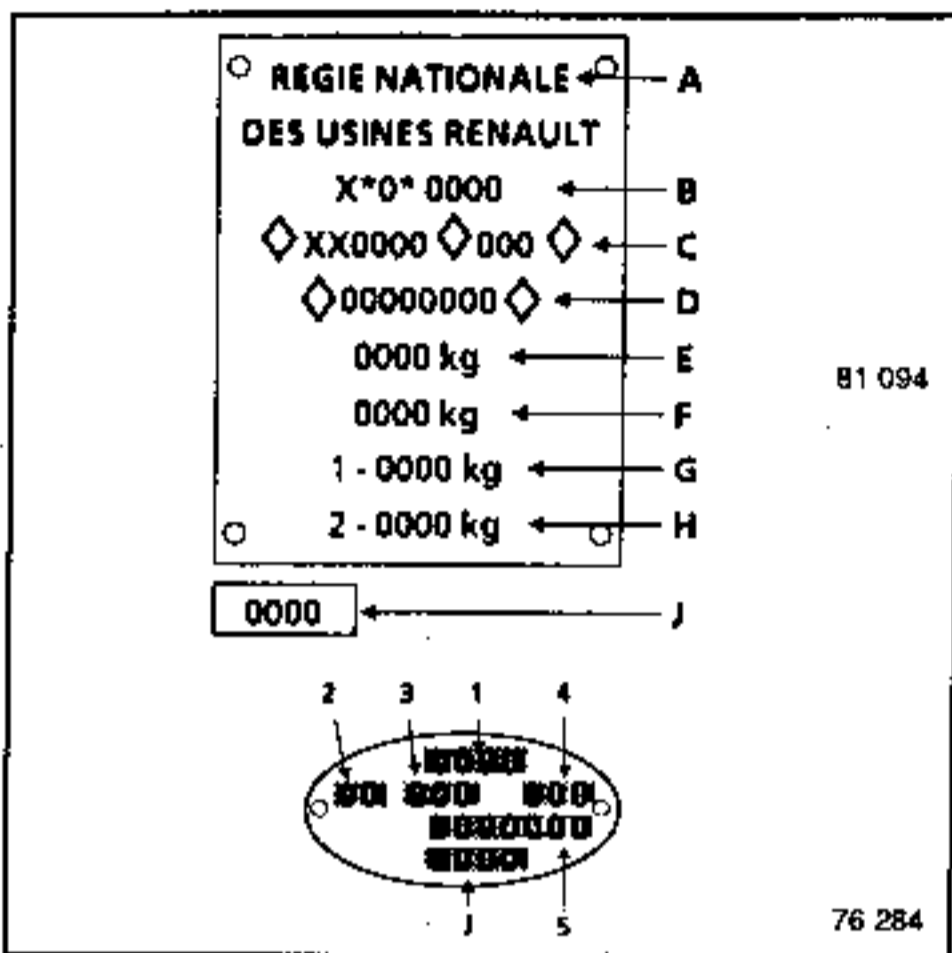 REGIE NATIONALE A
DES USINES RENAULT
X*0* 0000 B
◇XX0000◇000◇ C
◇00000000◇ D
0000 kg E
81 094
0000 kg F
1 - 0000 kg G
2 - 0000 kg H
0000 J
2 3 1 4
J 5
76 284